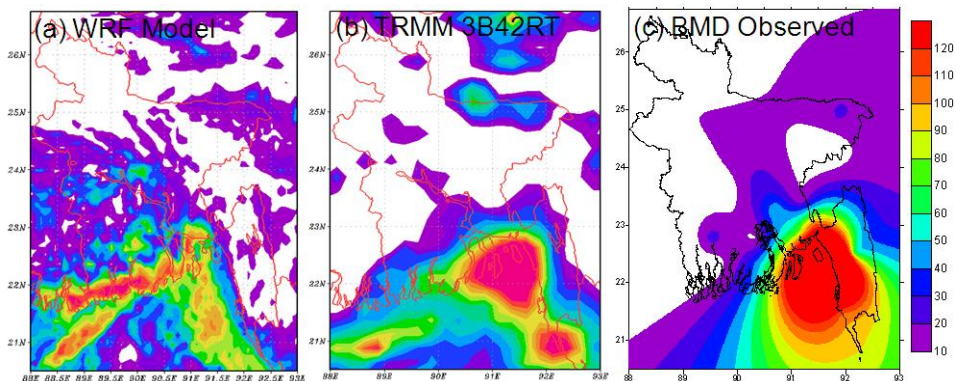 (a) WRF Model
(b) TRMM 3B42RT
(c) BMD Observed
26N
25N
24N
23N
22N
21N
88E 88.5E 89E 89.5E 90E 90.5E 91E 91.5E 92E 92.5E 93E
26N
25N
24N
23N
22N
21N
88E 89E 90E 91E 92E 93E
26
25
24
23
22
21
88 89 90 91 92 93
120
110
100
90
80
70
60
50
40
30
20
10